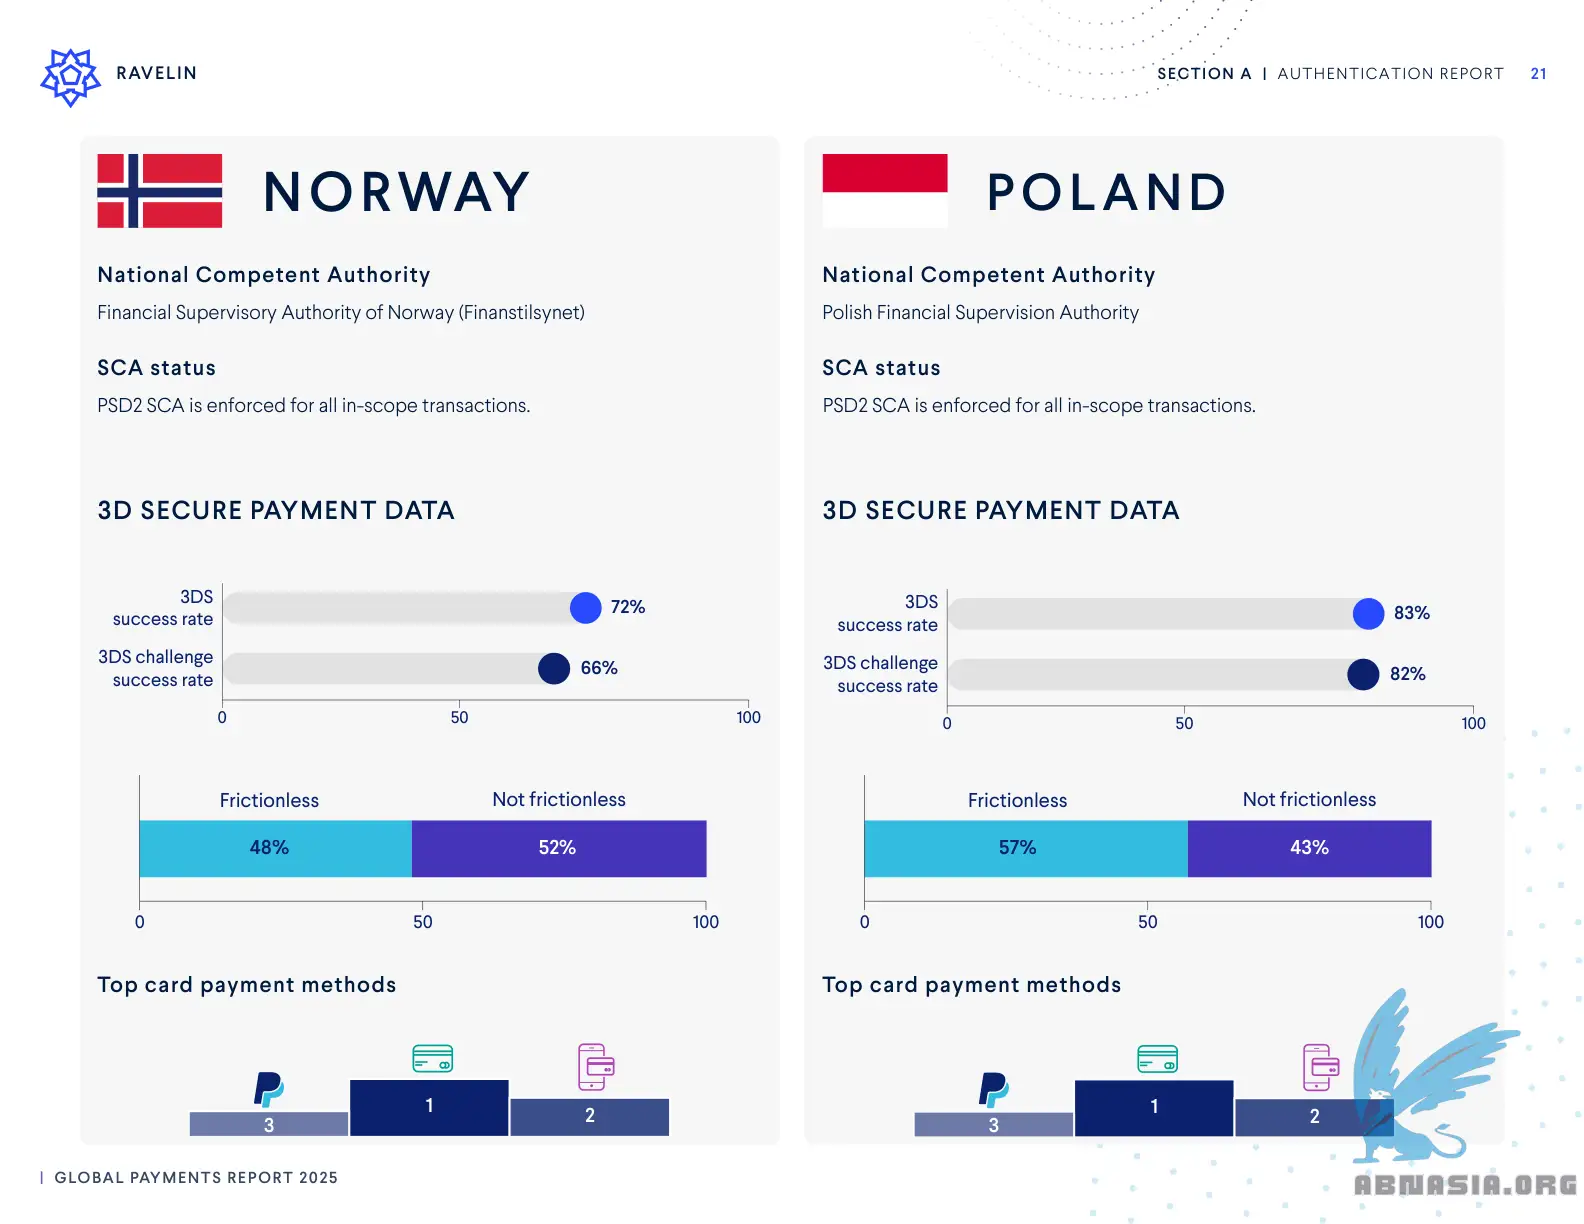 RAVELIN
SECTION A | AUTHENTICATION REPORT 21
NORWAY
National Competent Authority
Financial Supervisory Authority of Norway (Finanstilsynet)
SCA status
PSD2 SCA is enforced for all in-scope transactions.
3D SECURE PAYMENT DATA
3DS
success rate
72%
3DS challenge
success rate
66%
0 50 100
Frictionless Not frictionless
48% 52%
0 50 100
Top card payment methods
3 1 2
POLAND
National Competent Authority
Polish Financial Supervision Authority
SCA status
PSD2 SCA is enforced for all in-scope transactions.
3D SECURE PAYMENT DATA
3DS
success rate
83%
3DS challenge
success rate
82%
0 50 100
Frictionless Not frictionless
57% 43%
0 50 100
Top card payment methods
3 1 2
| GLOBAL PAYMENTS REPORT 2025
ABNASIA.ORG